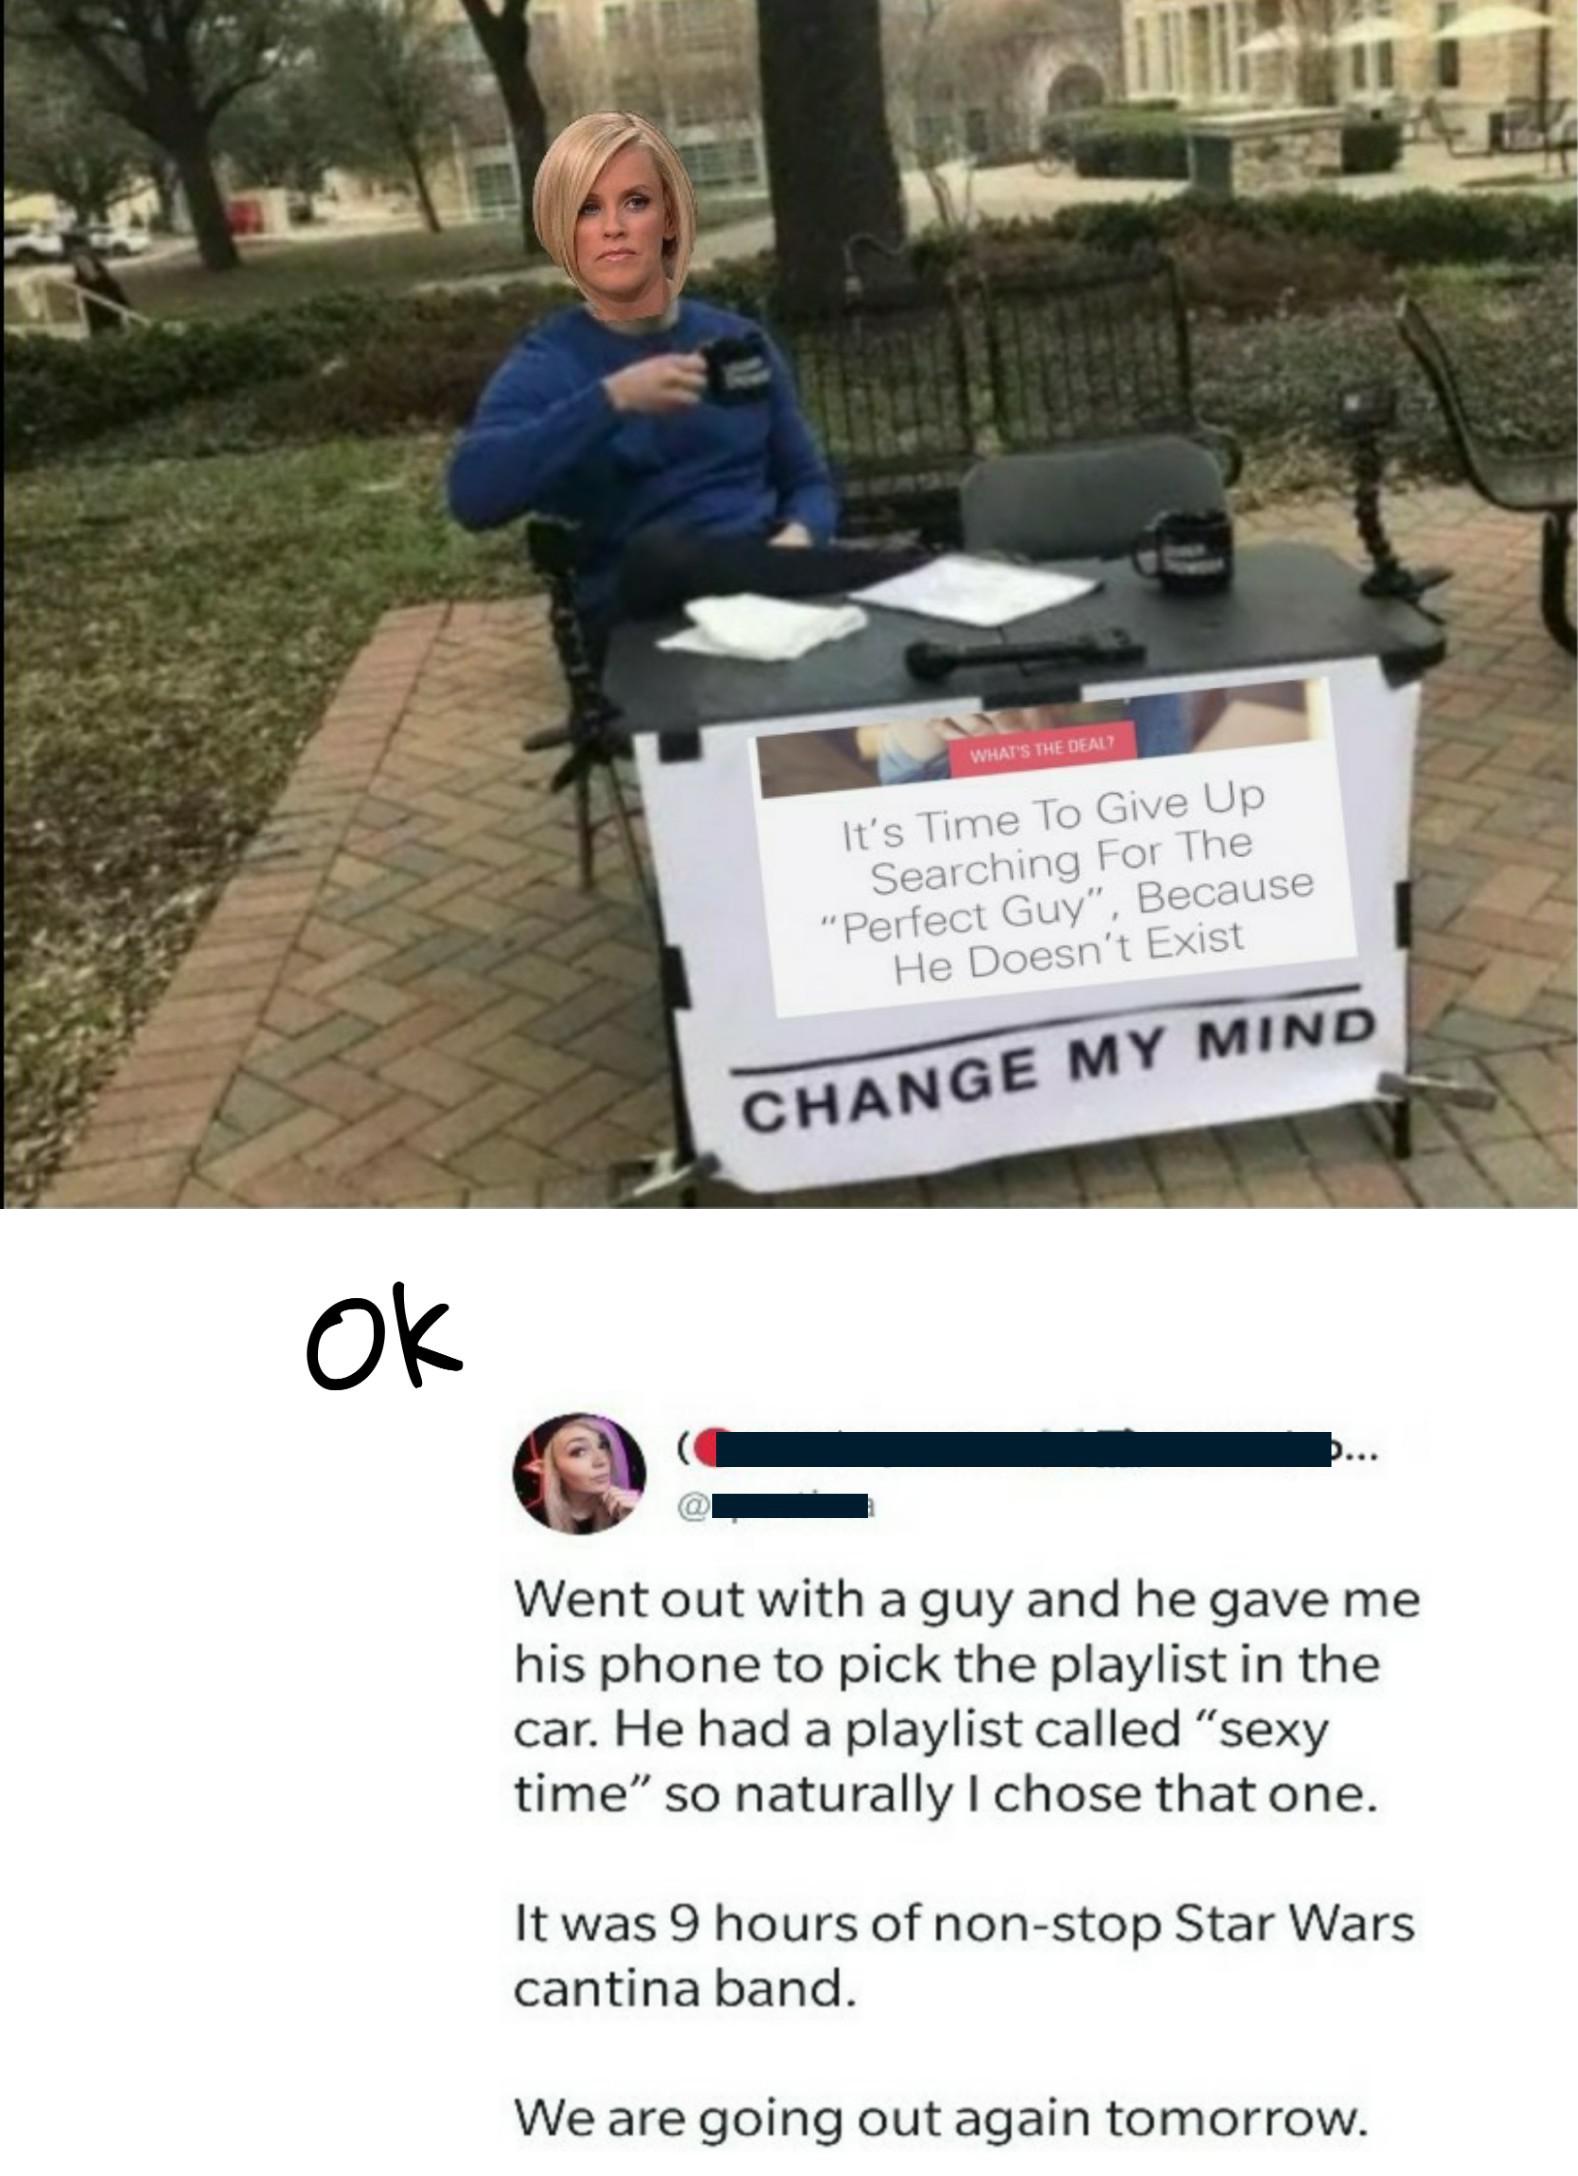 WHAT'S THE DEAL?
It's Time To Give Up
Searching For The
“Perfect Guy”, Because
He Doesn't Exist
CHANGE MY MIND
Ok
@
Went out with a guy and he gave me
his phone to pick the playlist in the
car. He had a playlist called “sexy
time” so naturally I chose that one.
It was 9 hours of non-stop Star Wars
cantina band.
We are going out again tomorrow.